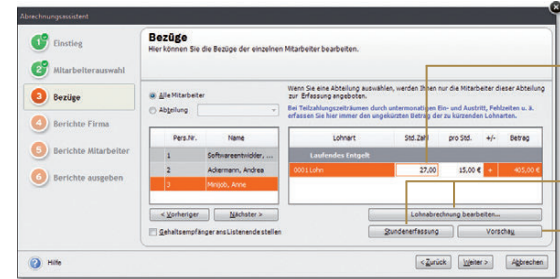 Abrechnungsassistent
Einstieg
Mitarbeiterauswahl
3 Bezüge
4 Berichte Firma
5 Berichte Mitarbeiter
6 Berichte ausgeben
Bezüge
Hier können Sie die Bezüge der einzelnen Mitarbeiter bearbeiten.
Alle Mitarbeiter
Abteilung
Wenn Sie eine Abteilung auswählen, werden Ihnen nur die Mitarbeiter dieser Abteilung
zur Erfassung angeboten.
Bei Teilzahlungszeiträumen durch untermonatigen Ein- und Austritt, Fehlzeiten u. ä.
erfassen Sie hier immer den ungekürzten Betrag der zu kürzenden Lohnarten.
Pers.Nr. Name
1 Softwareentwickler, ...
2 Ackermann, Andrea
3 Minijob, Anne
Lohnart Std.Zahl pro Std. +/- Betrag
Laufendes Entgelt
0001 Lohn 27,00 15,00 € + 405,00 €
< Vorheriger Nächster >
Gehaltsempfänger ans Listenende stellen
Lohnabrechnung bearbeiten...
Stundenerfassung Vorschau
Hilfe < Zurück Weiter > Abbrechen